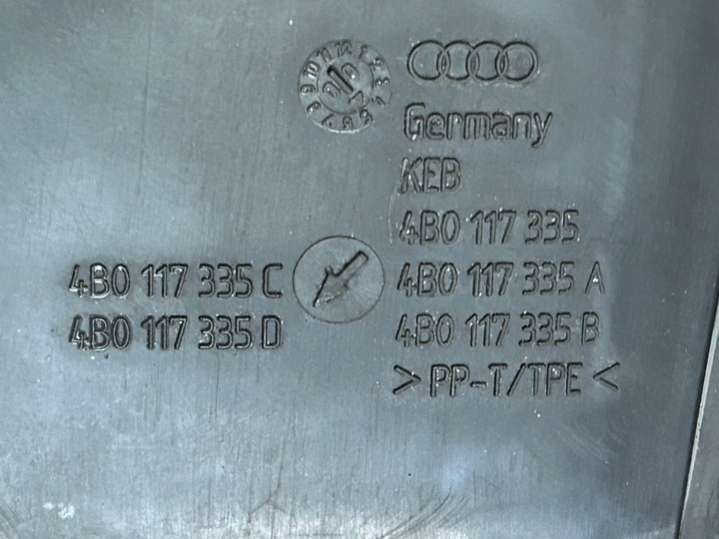 Germany
KEB
4B0 117 335
4B0 117 335 A
4B0 117 335 B
>PP-T/TPE<
4B0 117 335 C
4B0 117 335 D